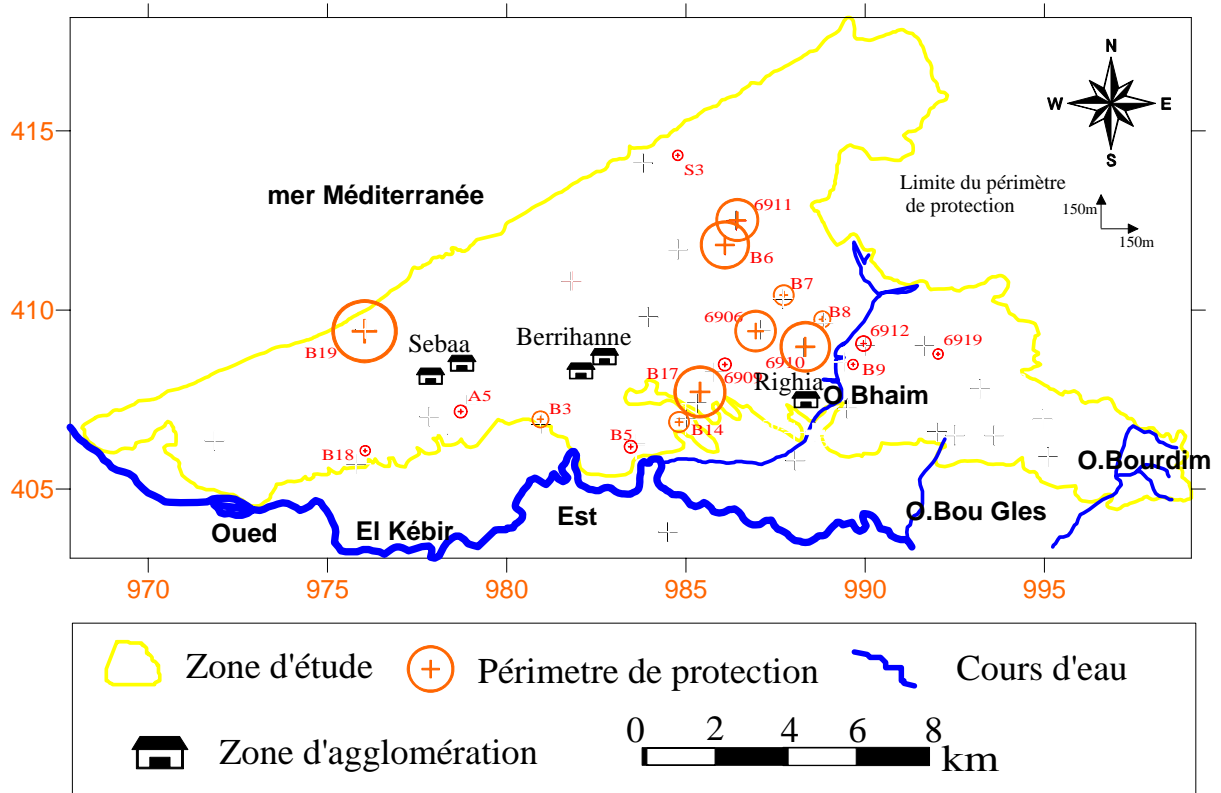 N
W
E
S
415
410
405
mer Méditerranée
Limite du périmètre
de protection
150m
150m
S3
6911
B6
B7
B8
6906
6912
6919
B19
Sebaa
Berrihanne
6910
B9
B17
6909
Righia
O.Bhaim
A5
B3
B14
B5
B18
O.Bourdim
Oued
El Kébir
Est
O.Bou Gles
970
975
980
985
990
995
Zone d'étude
Périmetre de protection
Cours d'eau
Zone d'agglomération
0
2
4
6
8
km